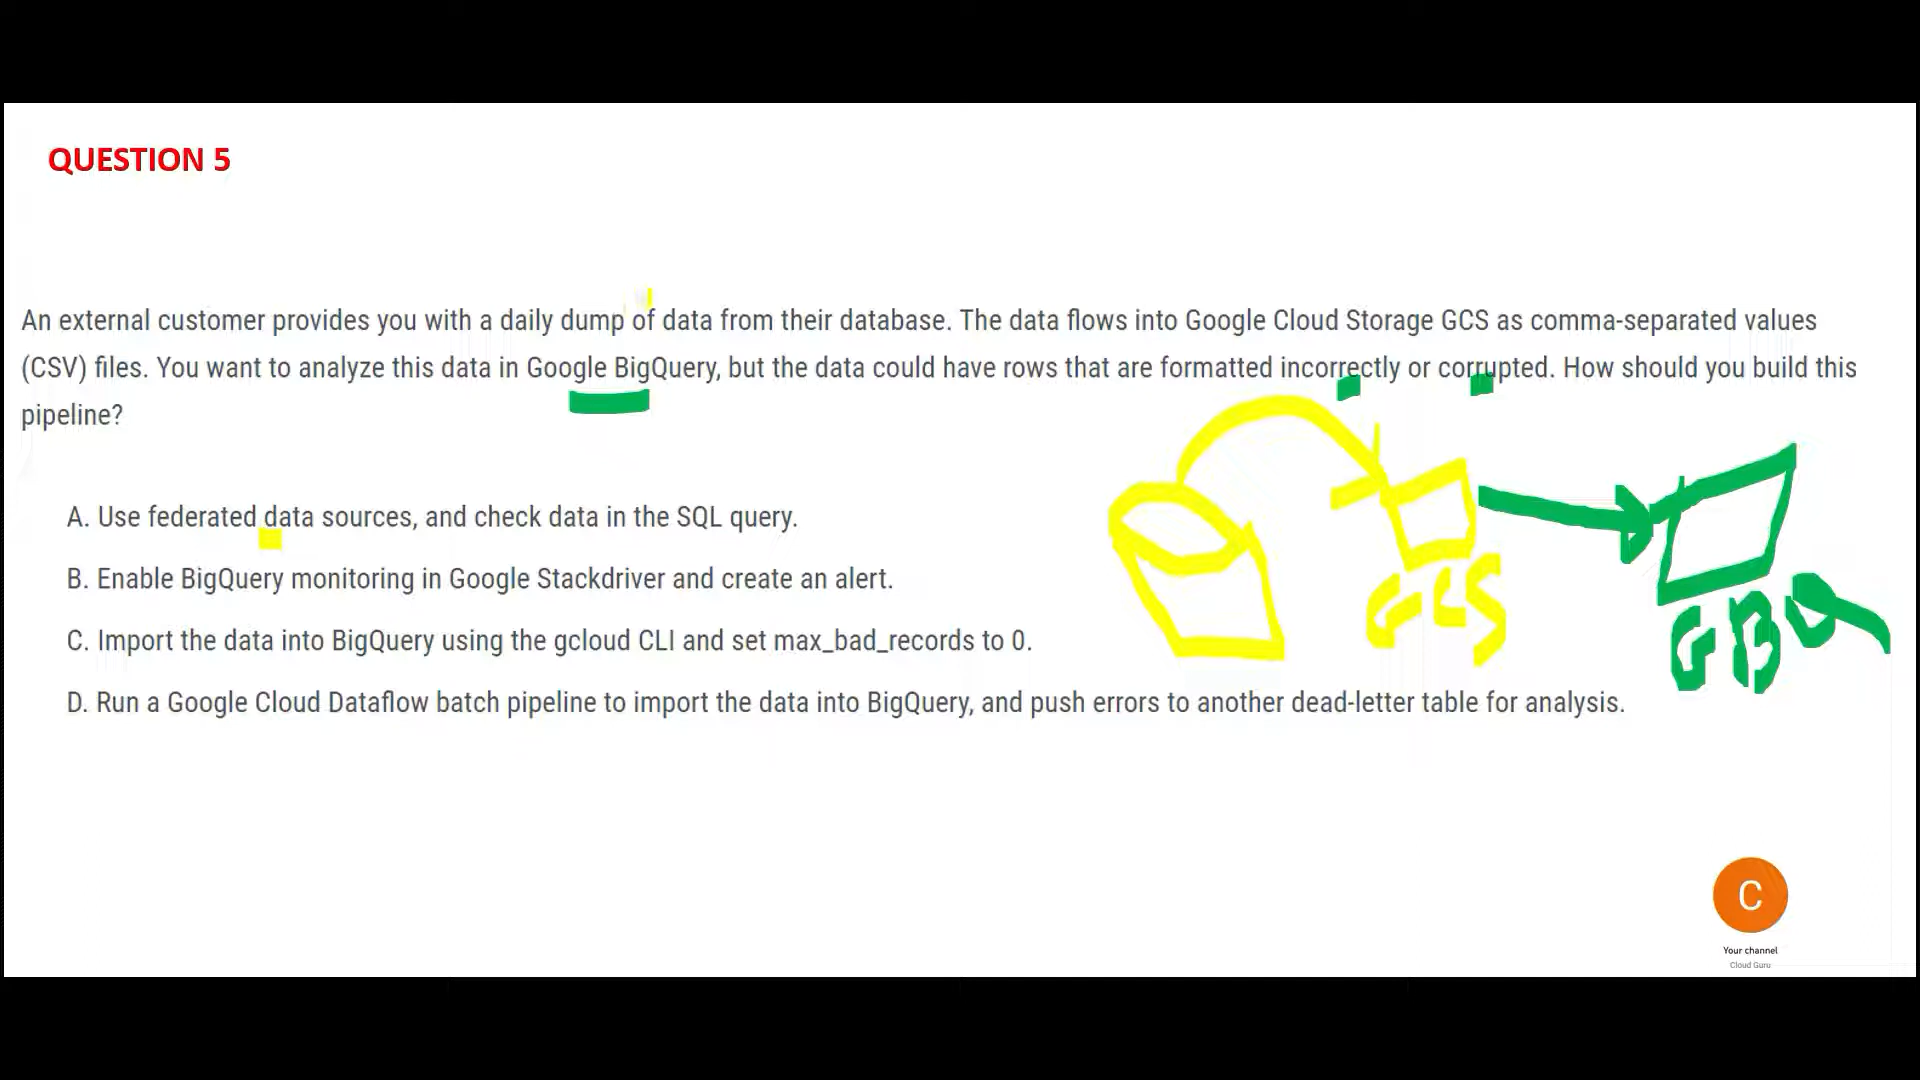 QUESTION 5
An external customer provides you with a daily dump of data from their database. The data flows into Google Cloud Storage GCS as comma-separated values
(CSV) files. You want to analyze this data in Google BigQuery, but the data could have rows that are formatted incorrectly or corrupted. How should you build this
pipeline?
A. Use federated data sources, and check data in the SQL query.
B. Enable BigQuery monitoring in Google Stackdriver and create an alert.
C. Import the data into BigQuery using the gcloud CLI and set max_bad_records to 0.
D. Run a Google Cloud Dataflow batch pipeline to import the data into BigQuery, and push errors to another dead-letter table for analysis.
GCS
GBQ
C
Your channel
Cloud Guru